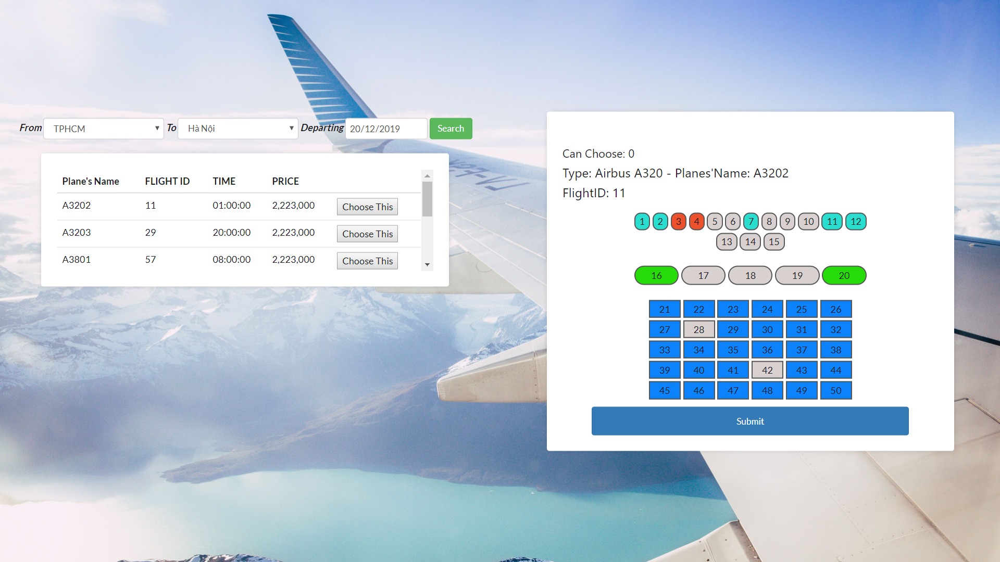 From TPHCM To Hà Nội Departing 20/12/2019 Search
Plane's Name FLIGHT ID TIME PRICE
A3202 11 01:00:00 2,223,000 Choose This
A3203 29 20:00:00 2,223,000 Choose This
A3801 57 08:00:00 2,223,000 Choose This
Can Choose: 0
Type: Airbus A320 - Planes'Name: A3202
FlightID: 11
1 2 3 4 5 6 7 8 9 10 11 12
13 14 15
16 17 18 19 20
21 22 23 24 25 26
27 28 29 30 31 32
33 34 35 36 37 38
39 40 41 42 43 44
45 46 47 48 49 50
Submit